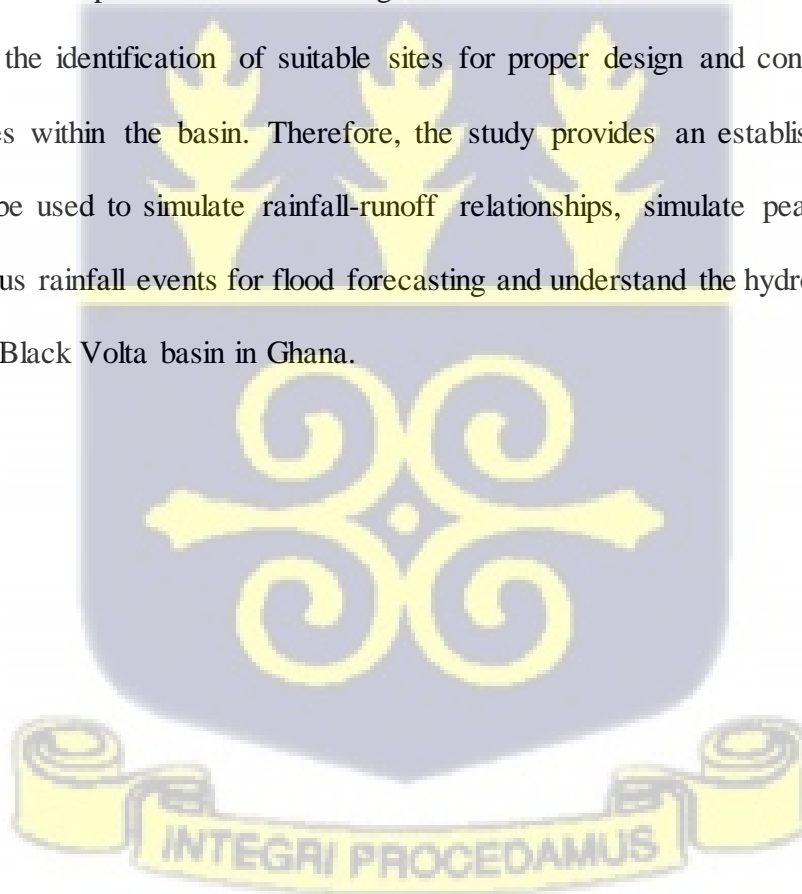 the identification of suitable sites for proper design and con
es within the basin. Therefore, the study provides an establis
be used to simulate rainfall-runoff relationships, simulate pea
us rainfall events for flood forecasting and understand the hydr
Black Volta basin in Ghana.
INTEGRI PROCEDAMUS